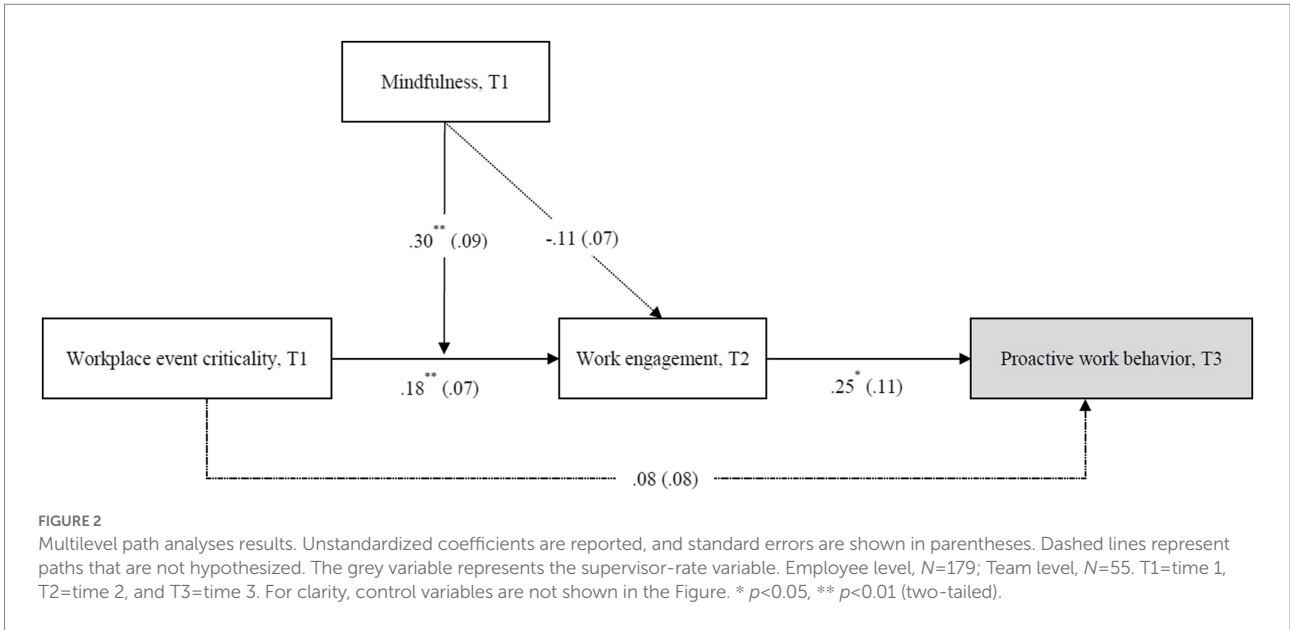 Mindfulness, T1
.30** (.09)
-.11 (.07)
Workplace event criticality, T1
Work engagement, T2
Proactive work behavior, T3
.18** (.07)
.25* (.11)
.08 (.08)
FIGURE 2
Multilevel path analyses results. Unstandardized coefficients are reported, and standard errors are shown in parentheses. Dashed lines represent
paths that are not hypothesized. The grey variable represents the supervisor-rate variable. Employee level, N=179; Team level, N=55. T1=time 1,
T2=time 2, and T3=time 3. For clarity, control variables are not shown in the Figure. * p<0.05, ** p<0.01 (two-tailed).